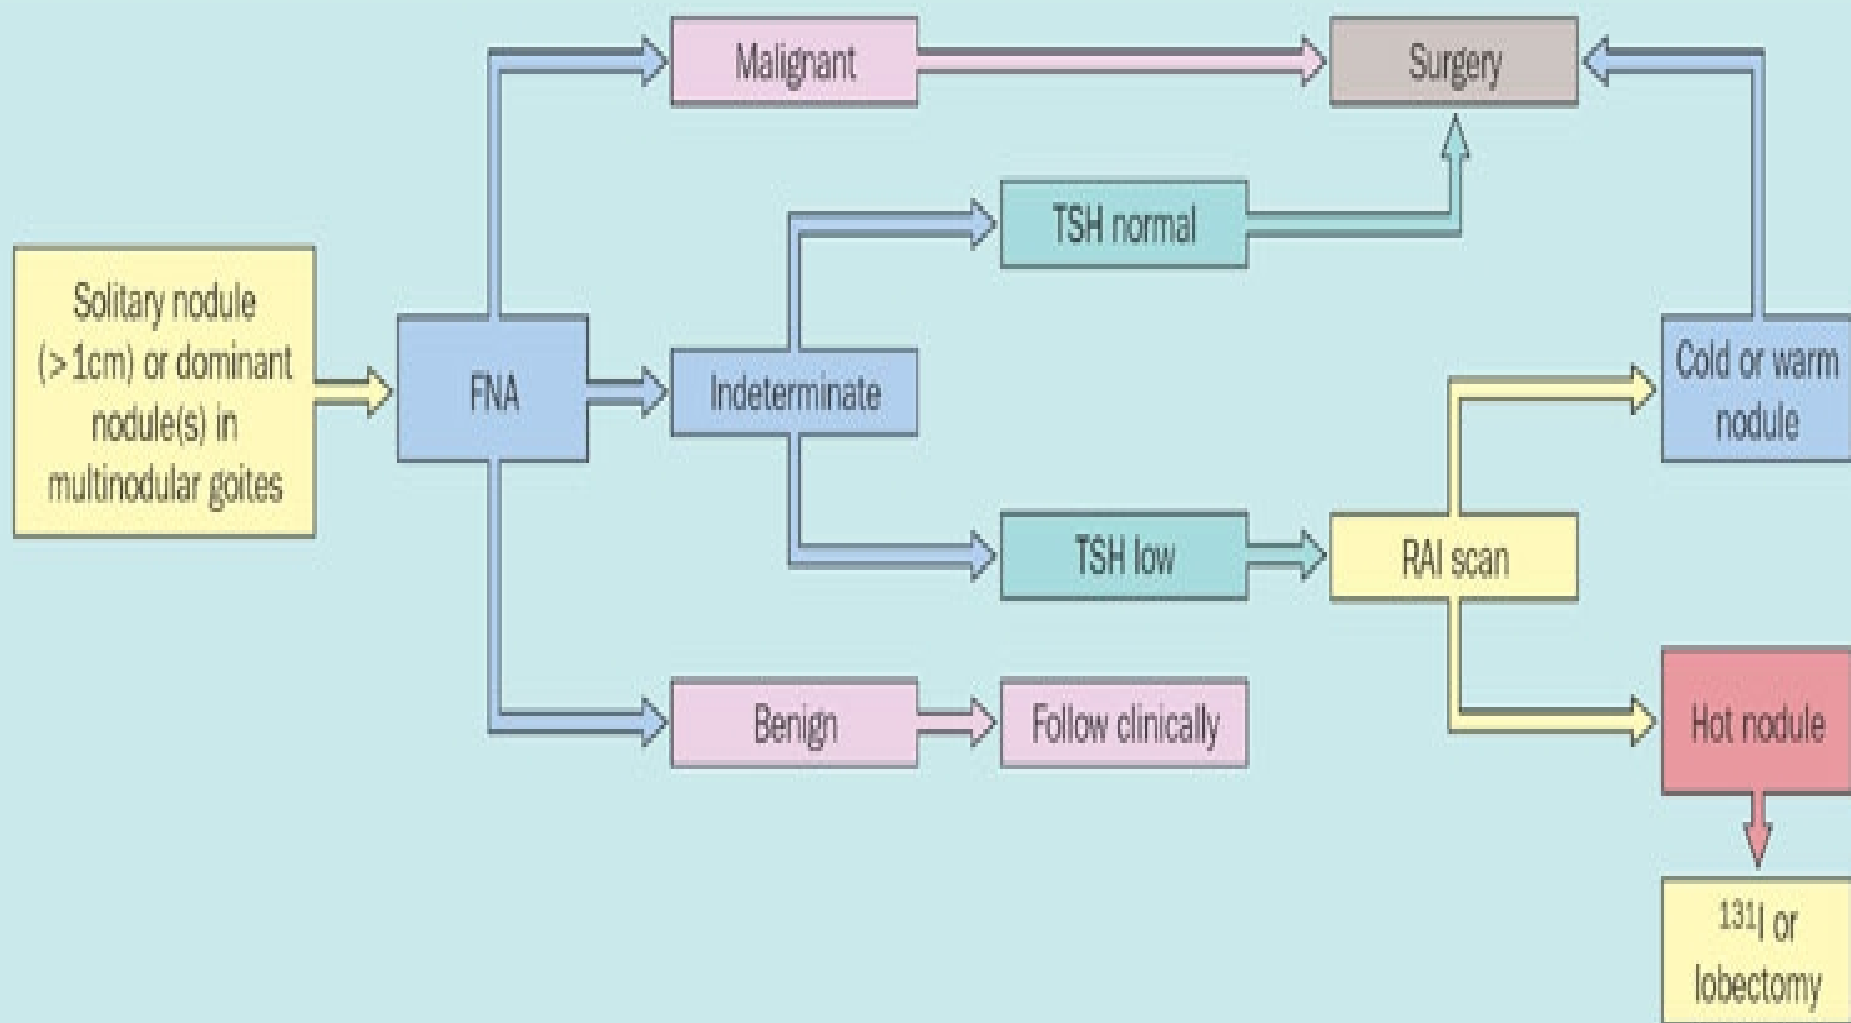 Malignant
Surgery
TSH normal
Solitary nodule
(>1cm) or dominant
nodule(s) in
multinodular goites
FNA
Indeterminate
Cold or warm
nodule
TSH low
RAI scan
Benign
Follow clinically
Hot nodule
¹³¹I or
lobectomy